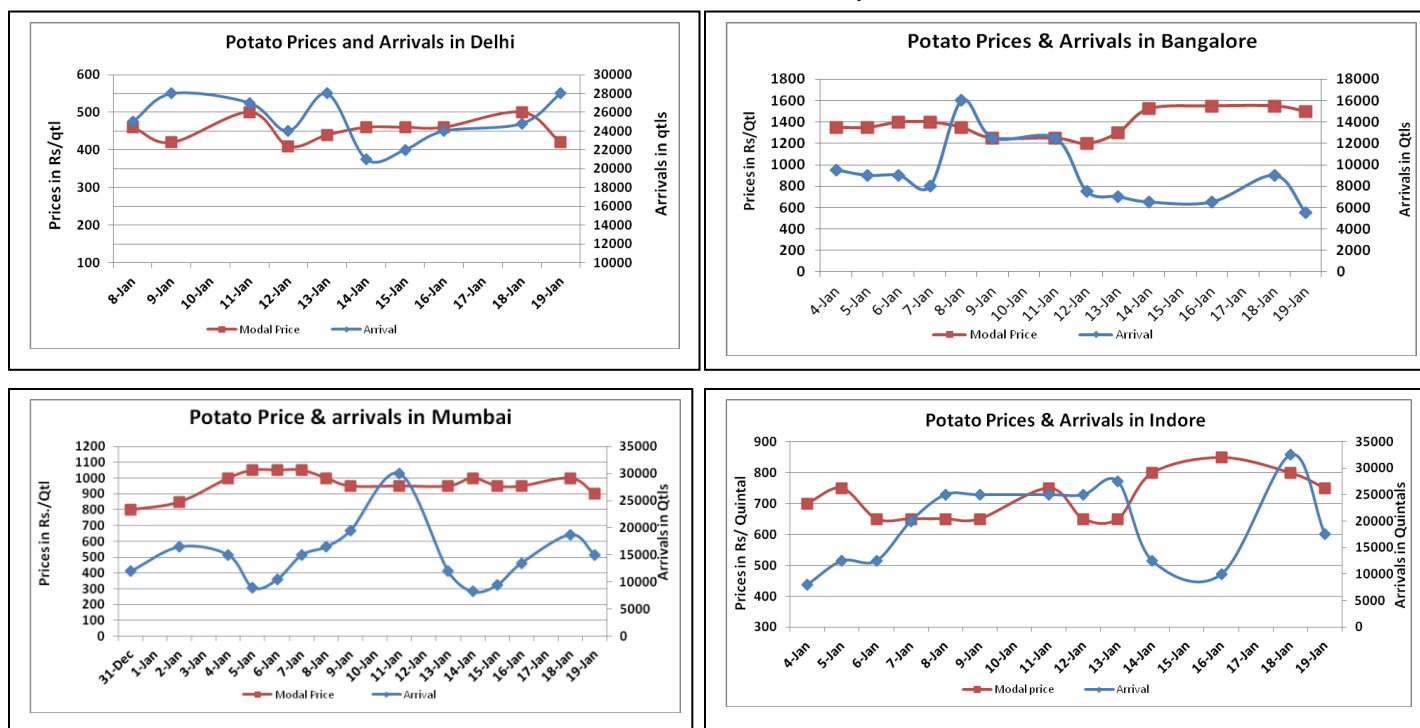 Potato Prices and Arrivals in Delhi
Prices in Rs/qtl
600
500
400
300
200
100
30000
28000
26000
24000
22000
20000
18000
16000
14000
12000
10000
Arrivals in qtls
8-Jan
9-Jan
10-Jan
11-Jan
12-Jan
13-Jan
14-Jan
15-Jan
16-Jan
17-Jan
18-Jan
19-Jan
Modal Price Arrival
Potato Prices & Arrivals in Bangalore
Prices in Rs/Qtl
1800
1600
1400
1200
1000
800
600
400
200
0
18000
16000
14000
12000
10000
8000
6000
4000
2000
0
Arrivals in Qtls
4-Jan
5-Jan
6-Jan
7-Jan
8-Jan
9-Jan
10-Jan
11-Jan
12-Jan
13-Jan
14-Jan
15-Jan
16-Jan
17-Jan
18-Jan
19-Jan
Modal Price Arrival
Potato Price & arrivals in Mumbai
Prices in Rs./Qtl
1200
1100
1000
900
800
700
600
500
400
300
200
100
0
35000
30000
25000
20000
15000
10000
5000
0
Arrivals in Qtls
31-Dec
1-Jan
2-Jan
3-Jan
4-Jan
5-Jan
6-Jan
7-Jan
8-Jan
9-Jan
10-Jan
11-Jan
12-Jan
13-Jan
14-Jan
15-Jan
16-Jan
17-Jan
18-Jan
19-Jan
Modal Price Arrival
Potato Prices & Arrivals in Indore
Prices in Rs/ Quintal
900
800
700
600
500
400
300
35000
30000
25000
20000
15000
10000
5000
0
Arrivals in Quintals
4-Jan
5-Jan
6-Jan
7-Jan
8-Jan
9-Jan
10-Jan
11-Jan
12-Jan
13-Jan
14-Jan
15-Jan
16-Jan
17-Jan
18-Jan
19-Jan
Modal price Arrival